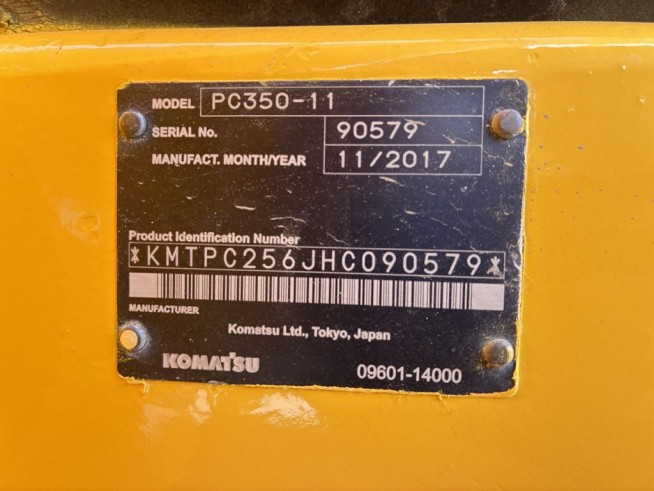 MODEL PC350-11
SERIAL No. 90579
MANUFACT. MONTH/YEAR 11/2017
Product Identification Number
*KMTPC256JHC090579*
MANUFACTURER
Komatsu Ltd., Tokyo, Japan
KOMATSU
09601-14000